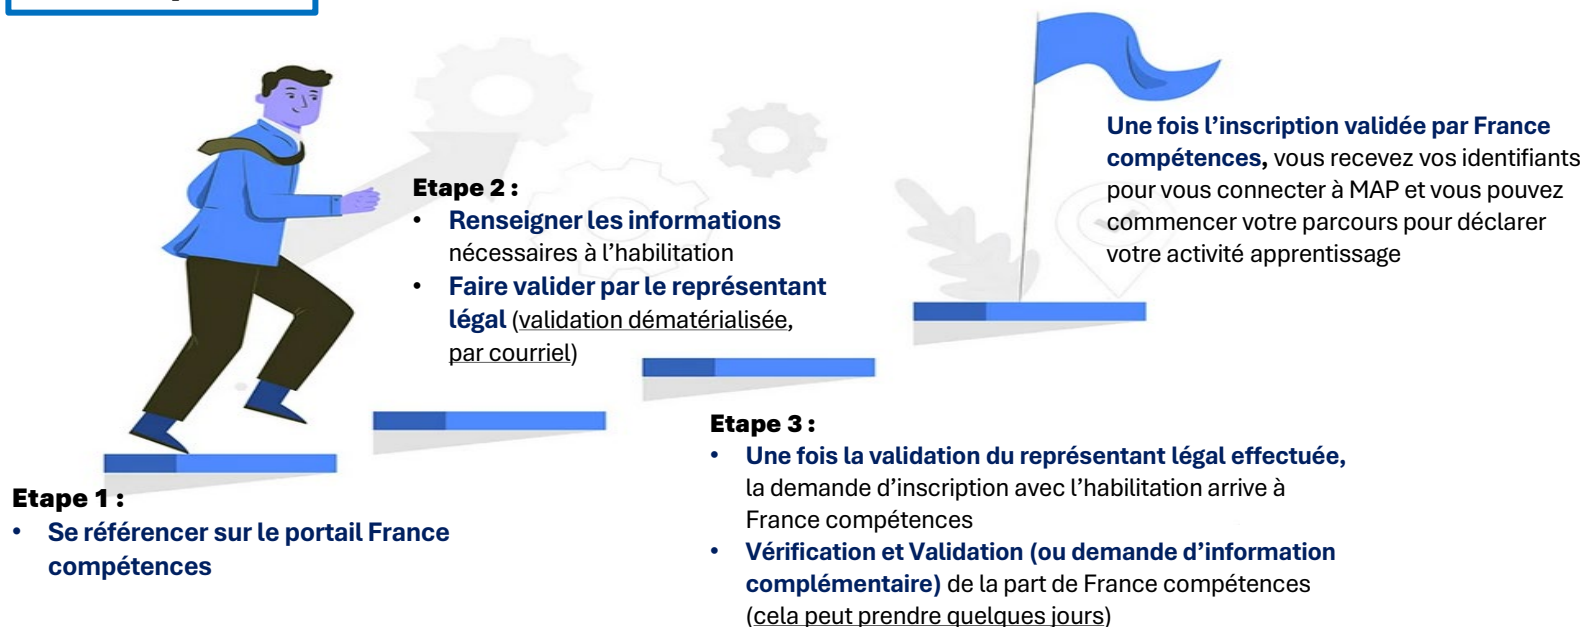 Etape 1 :
• Se référencer sur le portail France
compétences
Etape 2 :
• Renseigner les informations
nécessaires à l’habilitation
• Faire valider par le représentant
légal (validation dématérialisée,
par courriel)
Etape 3 :
• Une fois la validation du représentant légal effectuée,
la demande d’inscription avec l’habilitation arrive à
France compétences
• Vérification et Validation (ou demande d’information
complémentaire) de la part de France compétences
(cela peut prendre quelques jours)
Une fois l’inscription validée par France
compétences, vous recevez vos identifiants
pour vous connecter à MAP et vous pouvez
commencer votre parcours pour déclarer
votre activité apprentissage